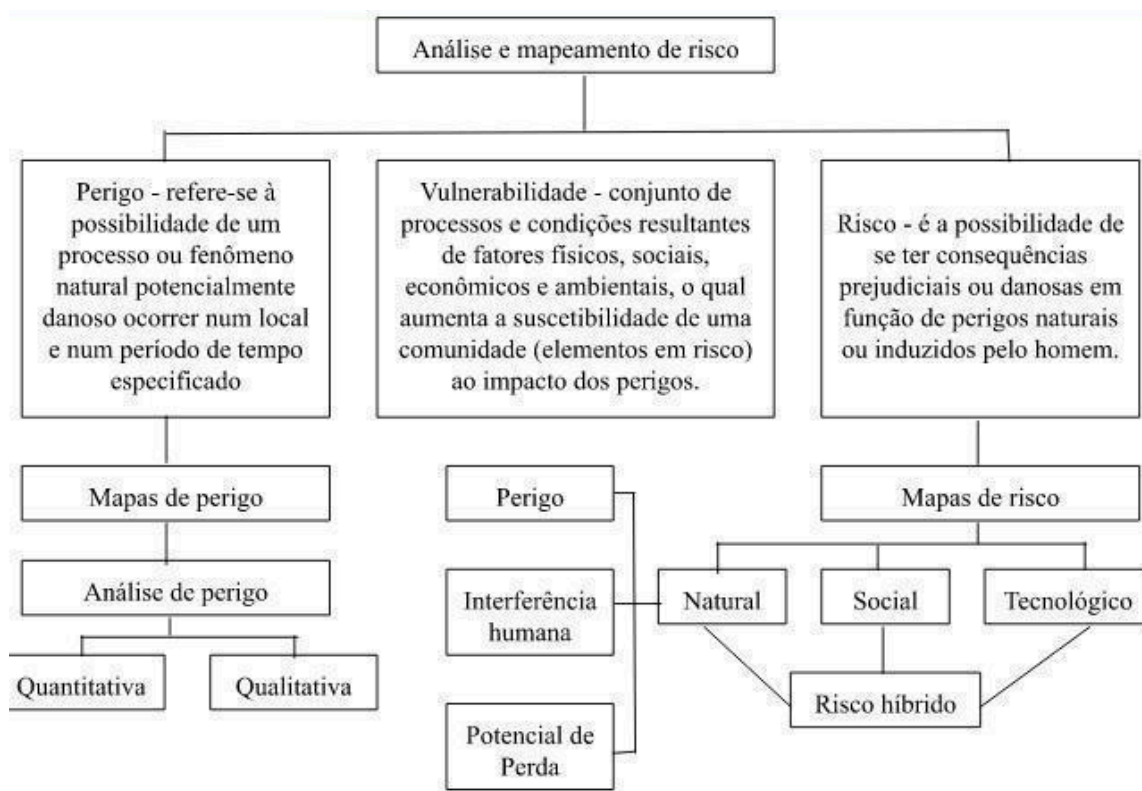 Análise e mapeamento de risco
Perigo - refere-se à
possibilidade de um
processo ou fenômeno
natural potencialmente
danoso ocorrer num local
e num período de tempo
especificado
Vulnerabilidade - conjunto de
processos e condições resultantes
de fatores físicos, sociais,
econômicos e ambientais, o qual
aumenta a suscetibilidade de uma
comunidade (elementos em risco)
ao impacto dos perigos.
Risco - é a possibilidade de
se ter consequências
prejudiciais ou danosas em
função de perigos naturais
ou induzidos pelo homem.
Mapas de perigo
Análise de perigo
Quantitativa
Qualitativa
Perigo
Interferência
humana
Potencial de
Perda
Mapas de risco
Natural
Social
Tecnológico
Risco híbrido